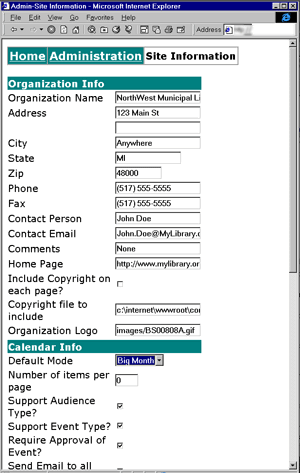 Admin-Site Information - Microsoft Internet Explorer
File Edit View Go Favorites Help
Address http:
Home Administration Site Information
Organization Info
Organization Name NorthWest Municipal Li
Address 123 Main St
City Anywhere
State MI
Zip 48000
Phone (517) 555-5555
Fax (517) 555-5555
Contact Person John Doe
Contact Email John.Doe@MyLibrary.c
Comments None
Home Page http://www.mylibrary.or
Include Copyright on
each page?
Copyright file to
include c:\internet\wwwroot\cor
Organization Logo images/BS00808A.gif
Calendar Info
Default Mode Big Month
Number of items per
page 0
Support Audience
Type?
Support Event Type?
Require Approval of
Event?
Send Email to all